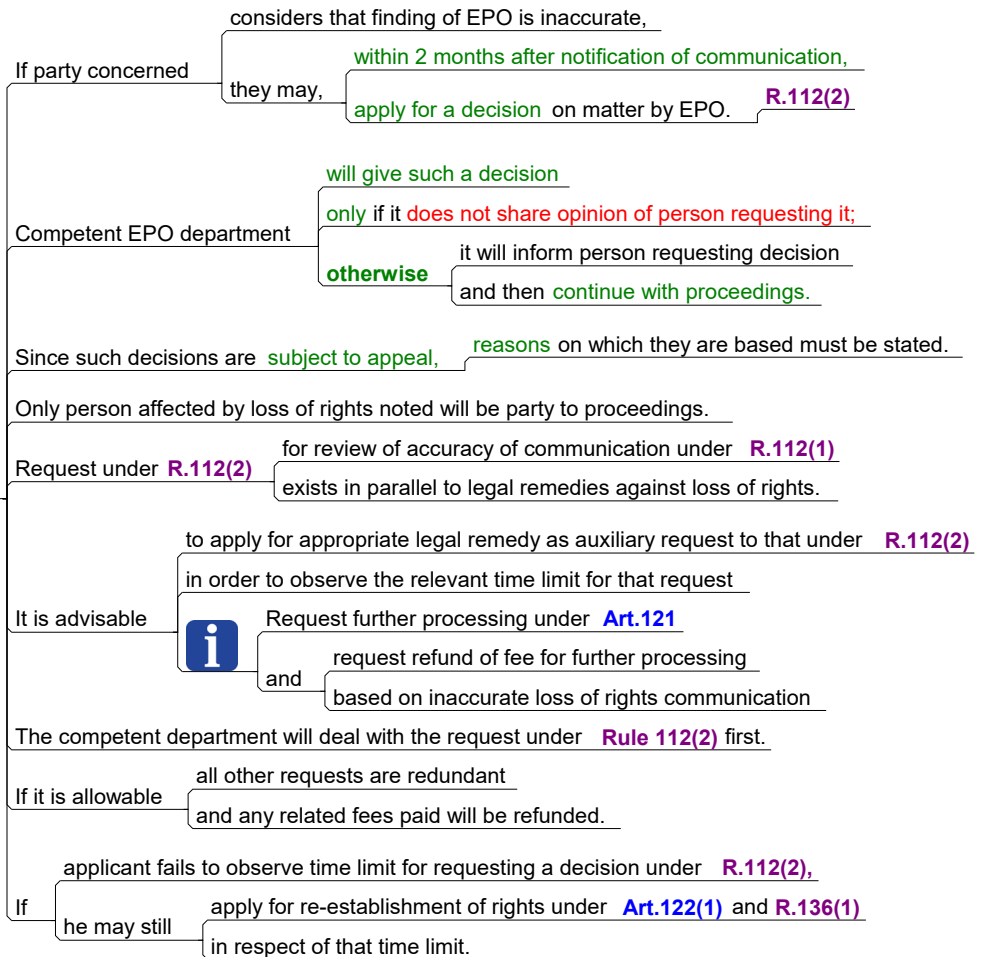 considers that finding of EPO is inaccurate,
If party concerned
within 2 months after notification of communication,
they may,
apply for a decision on matter by EPO. R.112(2)
will give such a decision
only if it does not share opinion of person requesting it;
Competent EPO department
it will inform person requesting decision
otherwise
and then continue with proceedings.
Since such decisions are subject to appeal, reasons on which they are based must be stated.
Only person affected by loss of rights noted will be party to proceedings.
for review of accuracy of communication under R.112(1)
Request under R.112(2)
exists in parallel to legal remedies against loss of rights.
to apply for appropriate legal remedy as auxiliary request to that under R.112(2)
in order to observe the relevant time limit for that request
It is advisable
i
Request further processing under Art.121
request refund of fee for further processing
and
based on inaccurate loss of rights communication
The competent department will deal with the request under Rule 112(2) first.
all other requests are redundant
If it is allowable
and any related fees paid will be refunded.
applicant fails to observe time limit for requesting a decision under R.112(2),
If
apply for re-establishment of rights under Art.122(1) and R.136(1)
he may still
in respect of that time limit.